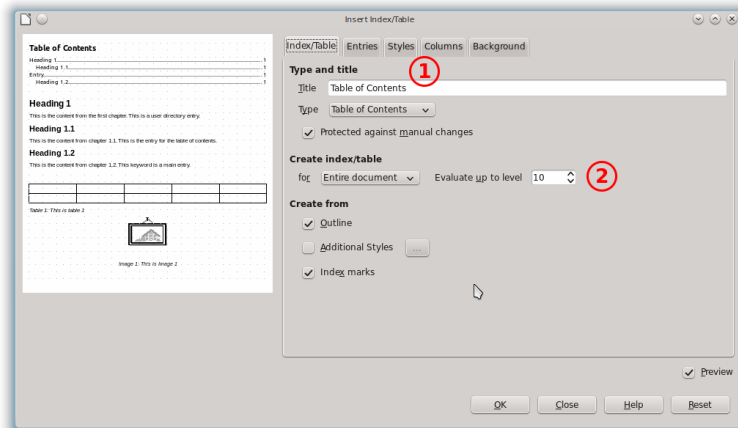 Insert Index/Table
Table of Contents
Heading 1 1
Heading 1.1 1
Entry 1
Heading 1.2 1
Heading 1
This is the content from the first chapter. This is a user directory entry.
Heading 1.1
This is the content from chapter 1.1. This is the entry for the table of contents.
Heading 1.2
This is the content from chapter 1.2. This keyword is a main entry.
Table 1: This is table 1
Image 1: This is image 1
Index/Table Entries Styles Columns Background
1
Type and title
Title Table of Contents
Type Table of Contents
Protected against manual changes
Create index/table
for Entire document Evaluate up to level 10 2
Create from
Outline
Additional Styles ...
Index marks
Preview
OK Close Help Reset